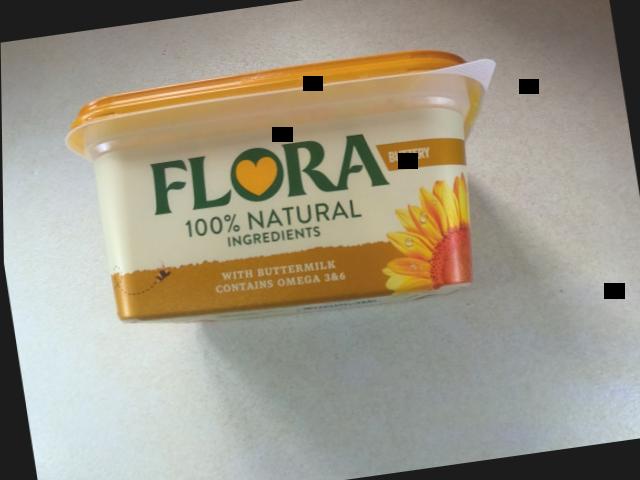 FLORA
100% NATURAL
INGREDIENTS
WITH BUTTERMILK
CONTAINS OMEGA 3&6